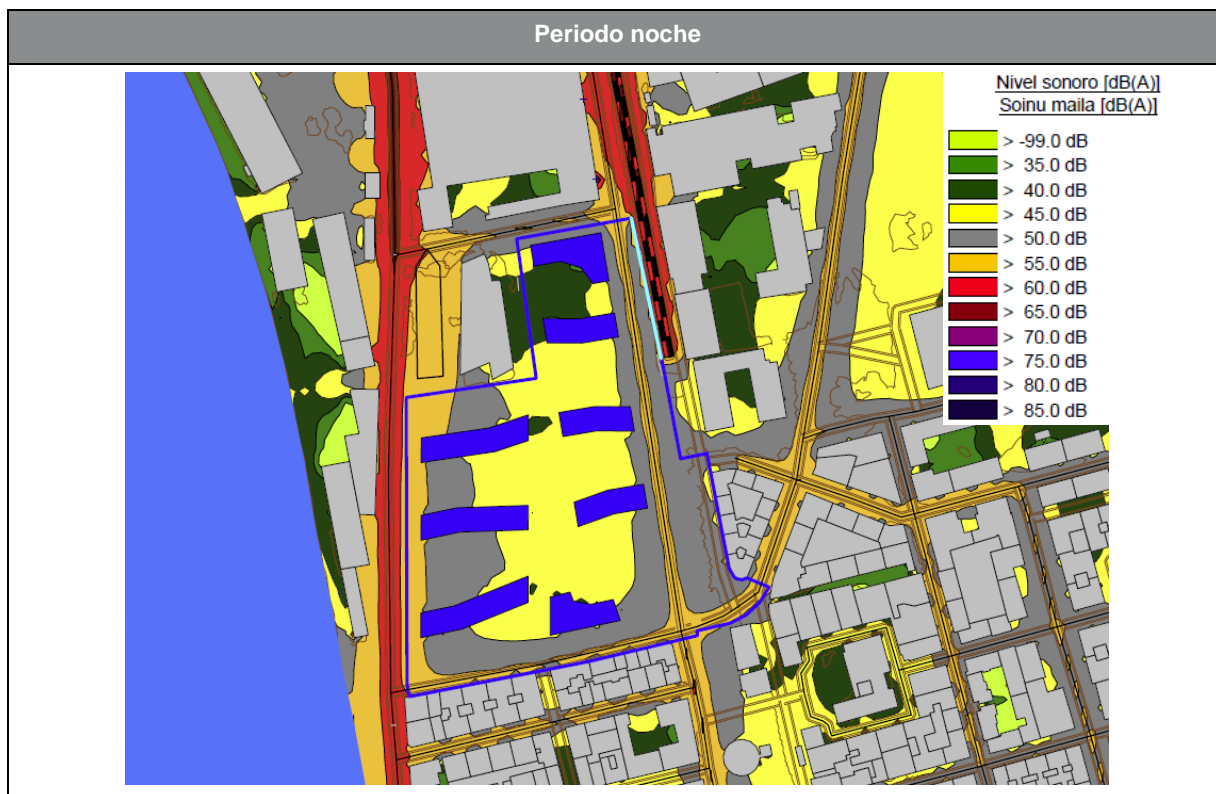 Periodo noche
Nivel sonoro [dB(A)]
Soinu maila [dB(A)]
> -99.0 dB
> 35.0 dB
> 40.0 dB
> 45.0 dB
> 50.0 dB
> 55.0 dB
> 60.0 dB
> 65.0 dB
> 70.0 dB
> 75.0 dB
> 80.0 dB
> 85.0 dB